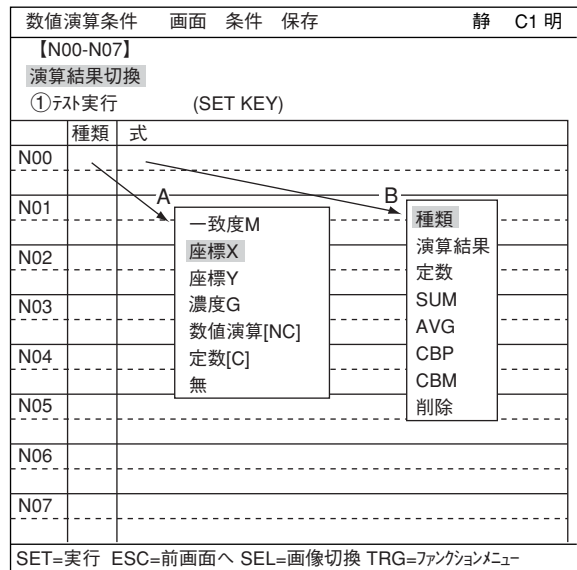 数値演算条件 画面 条件 保存 静 C1 明
【N00-N07】
演算結果切換
①ﾃｽﾄ実行 (SET KEY)
種類 式
N00
A B
N01
一致度M
座標X
座標Y
濃度G
数値演算[NC]
定数[C]
無
種類
演算結果
定数
SUM
AVG
CBP
CBM
削除
N02
N03
N04
N05
N06
N07
SET=実行 ESC=前画面へ SEL=画像切換 TRG=ﾌｧﾝｸｼｮﾝﾒﾆｭｰ